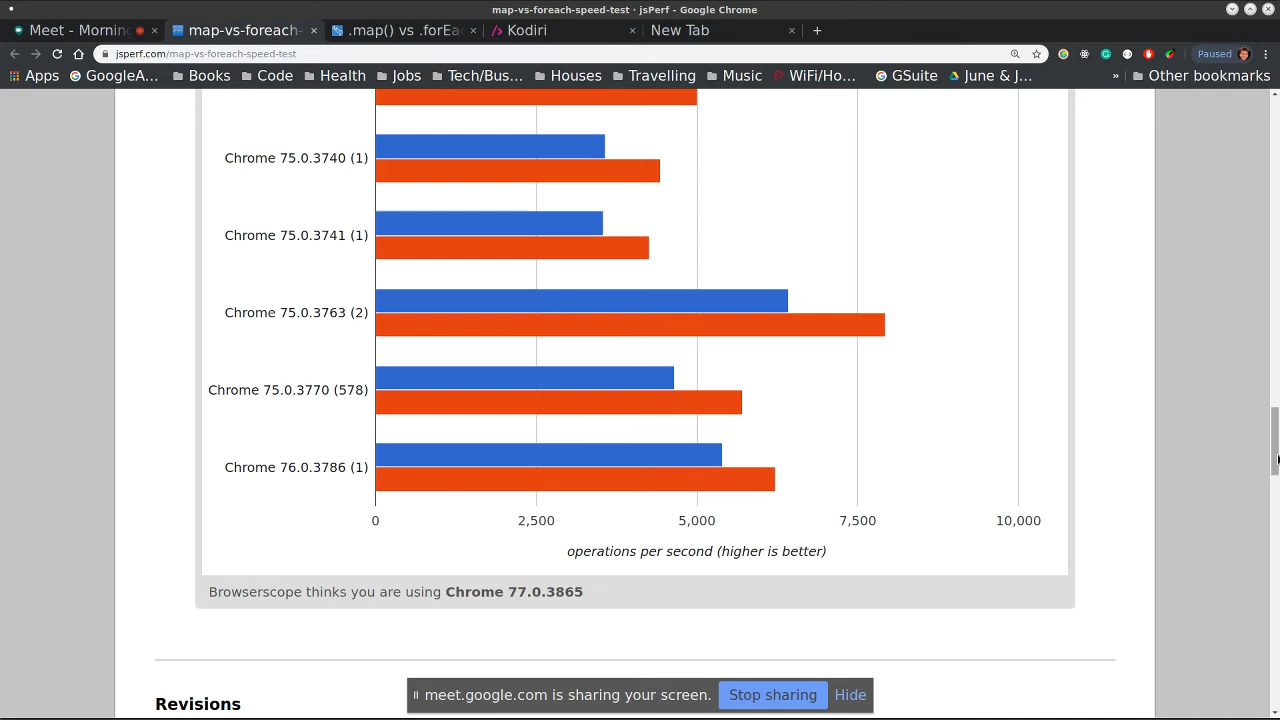 map-vs-foreach-speed-test · jsPerf - Google Chrome
Meet - Mornin
map-vs-foreach-
.map() vs .forEac
Kodiri
New Tab
jsperf.com/map-vs-foreach-speed-test
Paused
Apps
GoogleA...
Books
Code
Health
Jobs
Tech/Bus...
Houses
Travelling
Music
WiFi/Ho...
GSuite
June & J...
»
Other bookmarks
Chrome 75.0.3740 (1)
Chrome 75.0.3741 (1)
Chrome 75.0.3763 (2)
Chrome 75.0.3770 (578)
Chrome 76.0.3786 (1)
0 2,500 5,000 7,500 10,000
operations per second (higher is better)
Browserscope thinks you are using Chrome 77.0.3865
Revisions
meet.google.com is sharing your screen. Stop sharing Hide